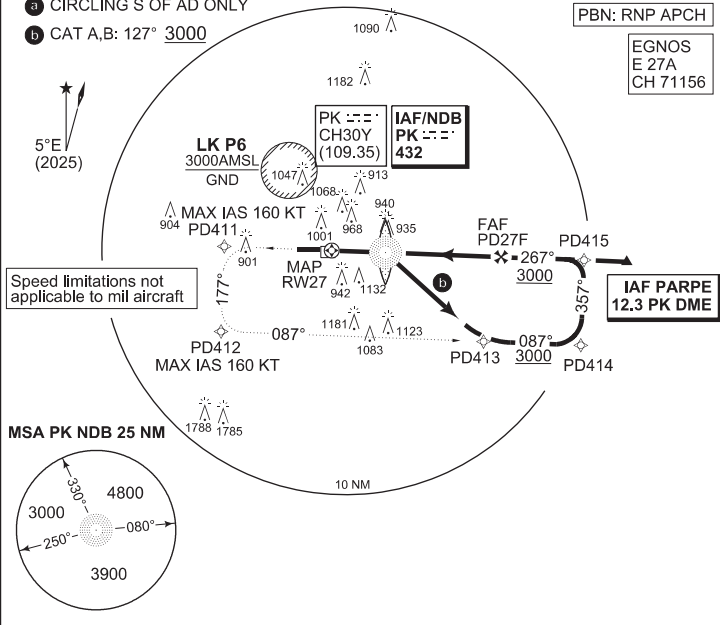 a CIRCLING S OF AD ONLY
b CAT A,B: 127° 3000
PBN: RNP APCH
EGNOS
E 27A
CH 71156
5°E
(2025)
1090
1182
PK
CH30Y
(109.35)
IAF/NDB
PK
432
LK P6
3000AMSL
GND
1047
1068
913
904
MAX IAS 160 KT
PD411
901
1001
968
940
935
MAP
RW27
942
1132
FAF
PD27F
267°
3000
PD415
IAF PARPE
12.3 PK DME
Speed limitations not
applicable to mil aircraft
177°
357°
b
PD412
MAX IAS 160 KT
087°
1181
1083
1123
PD413
087°
3000
PD414
1788
1785
MSA PK NDB 25 NM
10 NM
330°
4800
3000
080°
250°
3900